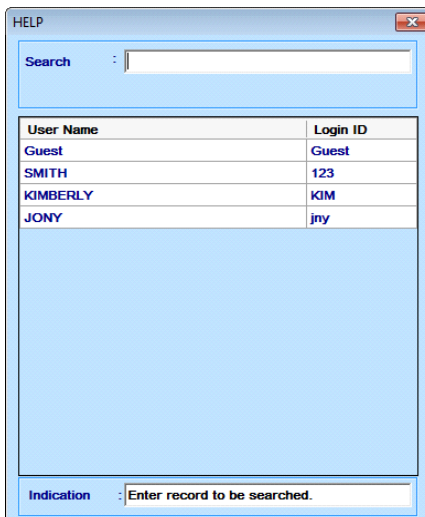 HELP
Search :
User Name Login ID
Guest Guest
SMITH 123
KIMBERLY KIM
JONY jny
Indication : Enter record to be searched.